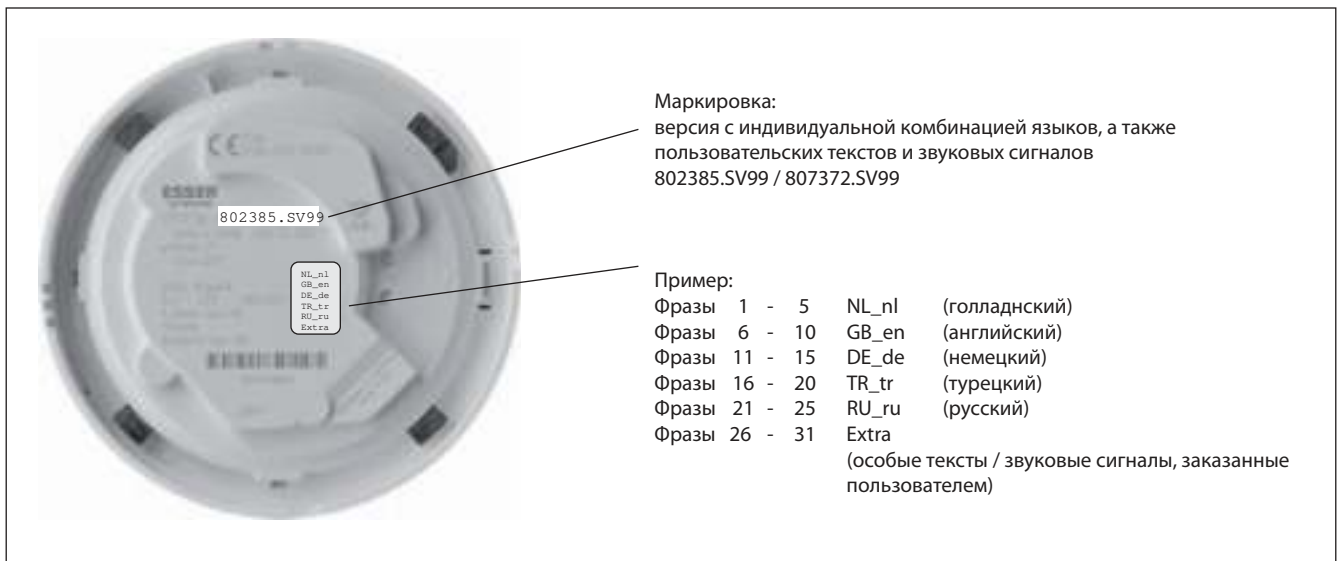 CE
ESSER
802385.SV99
NL_nl
GB_en
DE_de
TR_tr
RU_ru
Extra
Маркировка:
версия с индивидуальной комбинацией языков, а также
пользовательских текстов и звуковых сигналов
802385.SV99 / 807372.SV99
Пример:
Фразы 1 - 5 NL_nl (голладнский)
Фразы 6 - 10 GB_en (английский)
Фразы 11 - 15 DE_de (немецкий)
Фразы 16 - 20 TR_tr (турецкий)
Фразы 21 - 25 RU_ru (русский)
Фразы 26 - 31 Extra
(особые тексты / звуковые сигналы, заказанные
пользователем)